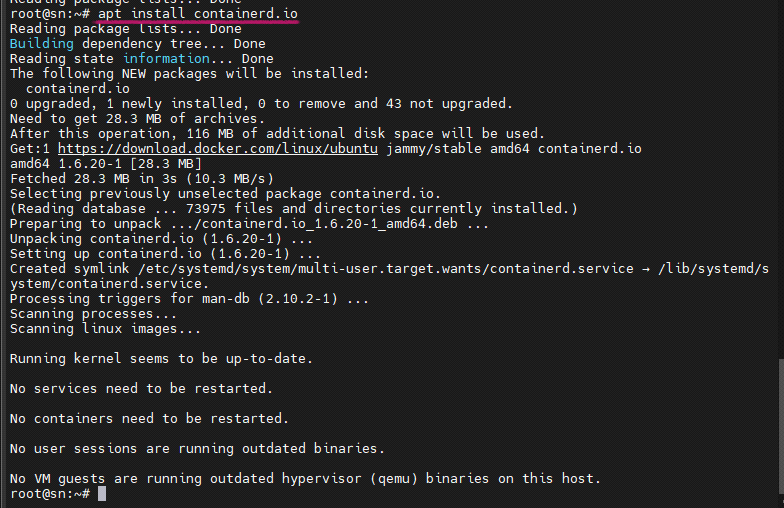 Reading package lists... Done
root@sn:~# apt install containerd.io
Reading package lists... Done
Building dependency tree... Done
Reading state information... Done
The following NEW packages will be installed:
  containerd.io
0 upgraded, 1 newly installed, 0 to remove and 43 not upgraded.
Need to get 28.3 MB of archives.
After this operation, 116 MB of additional disk space will be used.
Get:1 https://download.docker.com/linux/ubuntu jammy/stable amd64 containerd.io
amd64 1.6.20-1 [28.3 MB]
Fetched 28.3 MB in 3s (10.3 MB/s)
Selecting previously unselected package containerd.io.
(Reading database ... 73975 files and directories currently installed.)
Preparing to unpack .../containerd.io_1.6.20-1_amd64.deb ...
Unpacking containerd.io (1.6.20-1) ...
Setting up containerd.io (1.6.20-1) ...
Created symlink /etc/systemd/system/multi-user.target.wants/containerd.service → /lib/systemd/s
ystem/containerd.service.
Processing triggers for man-db (2.10.2-1) ...
Scanning processes...
Scanning linux images...
Running kernel seems to be up-to-date.
No services need to be restarted.
No containers need to be restarted.
No user sessions are running outdated binaries.
No VM guests are running outdated hypervisor (qemu) binaries on this host.
root@sn:~#